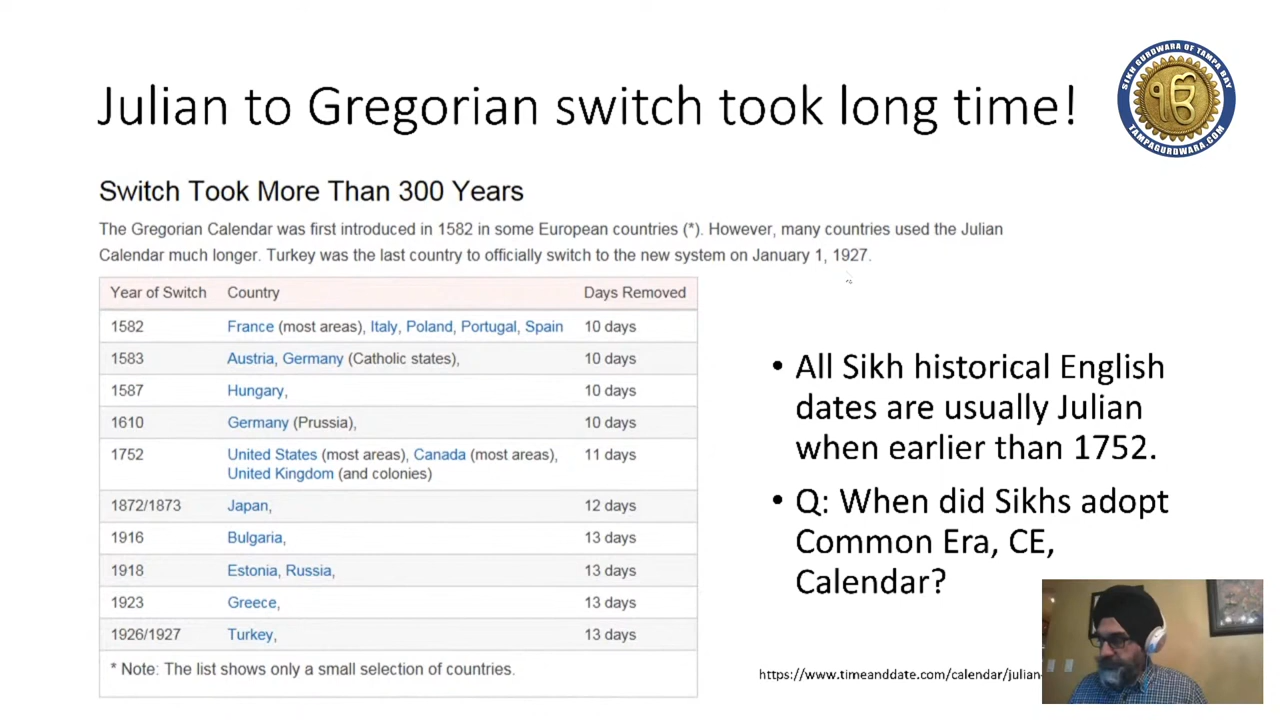 Julian to Gregorian switch took long time!
SIKH GURDWARA OF TAMPA BAY
ੴ
TAMPAGURDWARA.COM
Switch Took More Than 300 Years
The Gregorian Calendar was first introduced in 1582 in some European countries (*). However, many countries used the Julian
Calendar much longer. Turkey was the last country to officially switch to the new system on January 1, 1927.
Year of Switch Country Days Removed
1582 France (most areas), Italy, Poland, Portugal, Spain 10 days
1583 Austria, Germany (Catholic states), 10 days
1587 Hungary, 10 days
1610 Germany (Prussia), 10 days
1752 United States (most areas), Canada (most areas), 11 days
United Kingdom (and colonies)
1872/1873 Japan, 12 days
1916 Bulgaria, 13 days
1918 Estonia, Russia, 13 days
1923 Greece, 13 days
1926/1927 Turkey, 13 days
* Note: The list shows only a small selection of countries.
• All Sikh historical English
dates are usually Julian
when earlier than 1752.
• Q: When did Sikhs adopt
Common Era, CE,
Calendar?
https://www.timeanddate.com/calendar/julian-